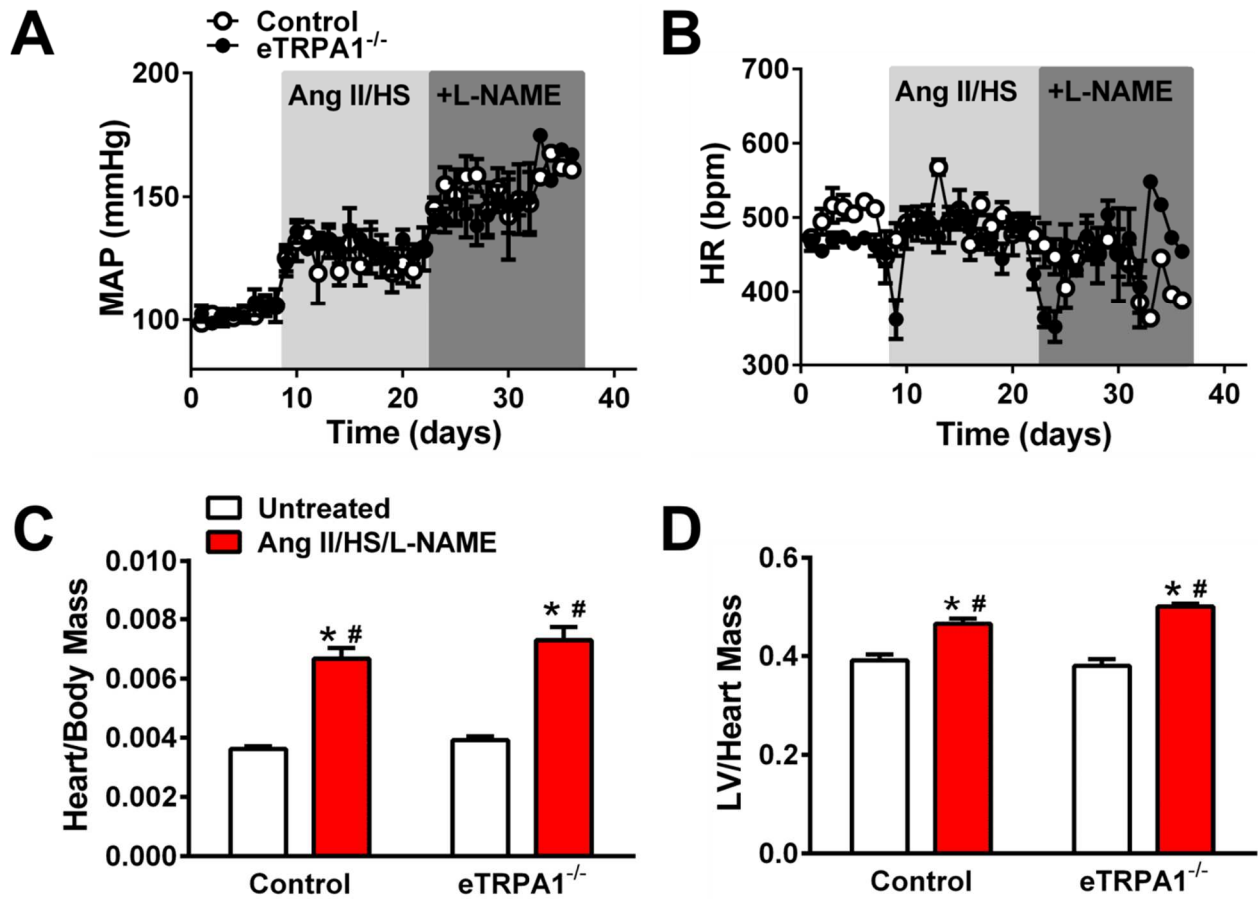 A
Control
eTRPA1-/-
200
150
100
MAP (mmHg)
Ang II/HS
+L-NAME
0
10
20
30
40
Time (days)
B
700
600
500
400
300
HR (bpm)
Ang II/HS
+L-NAME
0
10
20
30
40
Time (days)
C
Untreated
Ang II/HS/L-NAME
0.010
0.008
0.006
0.004
0.002
0.000
Heart/Body Mass
* #
* #
Control
eTRPA1-/-
D
0.6
0.4
0.2
0.0
LV/Heart Mass
* #
* #
Control
eTRPA1-/-